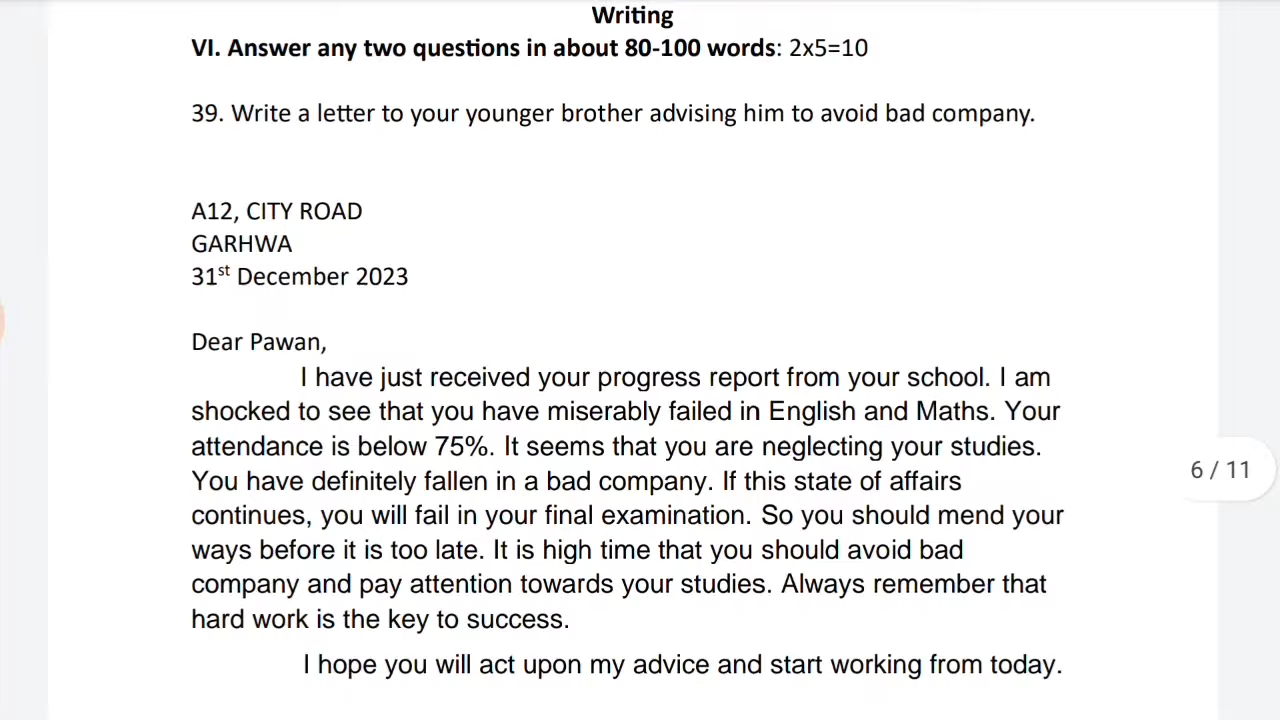 Writing
VI. Answer any two questions in about 80-100 words: 2x5=10
39. Write a letter to your younger brother advising him to avoid bad company.
A12, CITY ROAD
GARHWA
31st December 2023
Dear Pawan,
I have just received your progress report from your school. I am
shocked to see that you have miserably failed in English and Maths. Your
attendance is below 75%. It seems that you are neglecting your studies.
You have definitely fallen in a bad company. If this state of affairs
continues, you will fail in your final examination. So you should mend your
ways before it is too late. It is high time that you should avoid bad
company and pay attention towards your studies. Always remember that
hard work is the key to success.
I hope you will act upon my advice and start working from today.
6 / 11